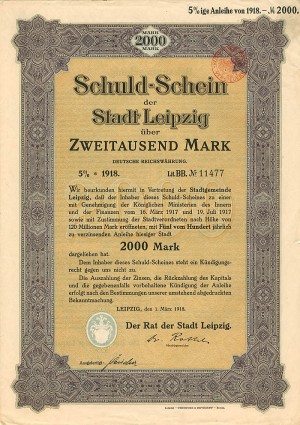 5%ige Anleihe von 1918. — ℳ 2000.
MARK
2000
MARK
Schuld-Schein
der
Stadt Leipzig
über
ZWEITAUSEND MARK
DEUTSCHE REICHSWÄHRUNG.
5% • 1918.
Lit. BB. № 11477
Wir beurkunden hiermit in Vertretung der Stadtgemeinde
Leipzig, daß der Inhaber dieses Schuld-Scheines zu einer
mit Genehmigung der Königlichen Ministerien des Innern
und der Finanzen vom 16. März 1917 und 19. Juli 1917
sowie mit Zustimmung der Stadtverordneten nach Höhe von
120 Millionen Mark eröffneten, mit Fünf vom Hundert jährlich
zu verzinsenden Anleihe hiesiger Stadt
2000 Mark
dargeliehen hat.
Dem Inhaber dieses Schuld-Scheines steht ein Kündigungs-
recht gegen uns nicht zu.
Die Auszahlung der Zinsen, die Rückzahlung des Kapitals
und die gegebenenfalls vorbehaltene Kündigung der Anleihe
erfolgt nach den Bestimmungen unserer umstehend abgedruckten
Bekanntmachung.
LEIPZIG, den 1. März 1918.
Der Rat der Stadt Leipzig.
Ausgefertigt: